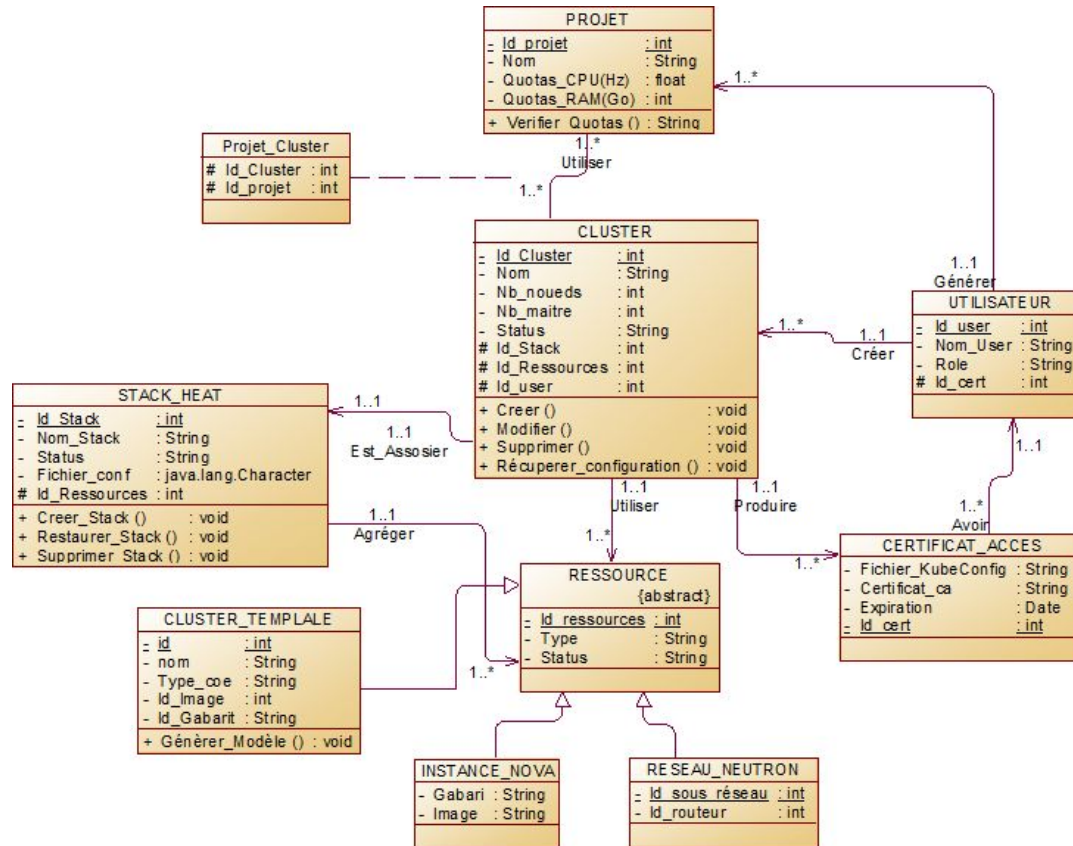 PROJET
- Id_projet : int
- Nom : String
- Quotas_CPU(Hz) : float
- Quotas_RAM(Go) : int
+ Verifier_Quotas () : String
1..*
Projet_Cluster
# Id_Cluster : int
# Id_projet : int
1..*
Utiliser
1..*
CLUSTER
- Id_Cluster : int
- Nom : String
- Nb_noueds : int
- Nb_maitre : int
- Status : String
# Id_Stack : int
# Id_Ressources : int
# Id_user : int
+ Creer () : void
+ Modifier () : void
+ Supprimer () : void
+ Récuperer_configuration () : void
1..1
Générer
UTILISATEUR
- Id_user : int
- Nom_User : String
- Role : String
# Id_cert : int
1..*
1..1
Créer
STACK_HEAT
- Id_Stack : int
- Nom_Stack : String
- Status : String
- Fichier_conf : java.lang.Character
# Id_Ressources : int
+ Creer_Stack () : void
+ Restaurer_Stack () : void
+ Supprimer_Stack () : void
1..1
1..1
Est_Assosier
1..1
1..*
Avoir
1..1
Utiliser
1..*
1..1
Produire
1..*
1..1
Agréger
1..*
CERTIFICAT_ACCES
- Fichier_KubeConfig : String
- Certificat_ca : String
- Expiration : Date
- Id_cert : int
RESSOURCE
{abstract}
- Id_ressources : int
- Type : String
- Status : String
CLUSTER_TEMPLALE
- id : int
- nom : String
- Type_coe : String
- Id_Image : int
- Id_Gabarit : String
+ Génèrer_Modèle () : void
INSTANCE_NOVA
- Gabari : String
- Image : String
RESEAU_NEUTRON
- Id_sous_réseau : int
- Id_routeur : int